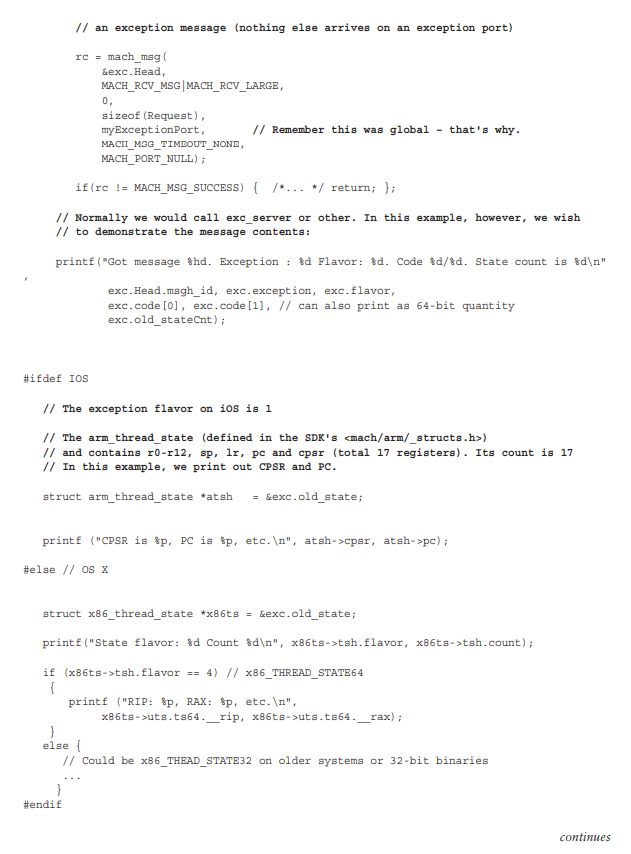 // an exception message (nothing else arrives on an exception port)
rc = mach_msg(
&exc.Head,
MACH_RCV_MSG|MACH_RCV_LARGE,
0,
sizeof(Request),
myExceptionPort, // Remember this was global - that's why.
MACH_MSG_TIMEOUT_NONE,
MACH_PORT_NULL);
if(rc != MACH_MSG_SUCCESS) { /*... */ return; };
// Normally we would call exc_server or other. In this example, however, we wish
// to demonstrate the message contents:
printf("Got message %hd. Exception : %d Flavor: %d. Code %d/%d. State count is %d\n"
,
exc.Head.msgh_id, exc.exception, exc.flavor,
exc.code[0], exc.code[1], // can also print as 64-bit quantity
exc.old_stateCnt);
#ifdef IOS
// The exception flavor on iOS is 1
// The arm_thread_state (defined in the SDK's <mach/arm/_structs.h>)
// and contains r0-r12, sp, lr, pc and cpsr (total 17 registers). Its count is 17
// In this example, we print out CPSR and PC.
struct arm_thread_state *atsh = &exc.old_state;
printf ("CPSR is %p, PC is %p, etc.\n", atsh->cpsr, atsh->pc);
#else // OS X
struct x86_thread_state *x86ts = &exc.old_state;
printf("State flavor: %d Count %d\n", x86ts->tsh.flavor, x86ts->tsh.count);
if (x86ts->tsh.flavor == 4) // x86_THREAD_STATE64
{
printf ("RIP: %p, RAX: %p, etc.\n",
x86ts->uts.ts64.__rip, x86ts->uts.ts64.__rax);
}
else {
// Could be x86_THEAD_STATE32 on older systems or 32-bit binaries
...
}
#endif
continues